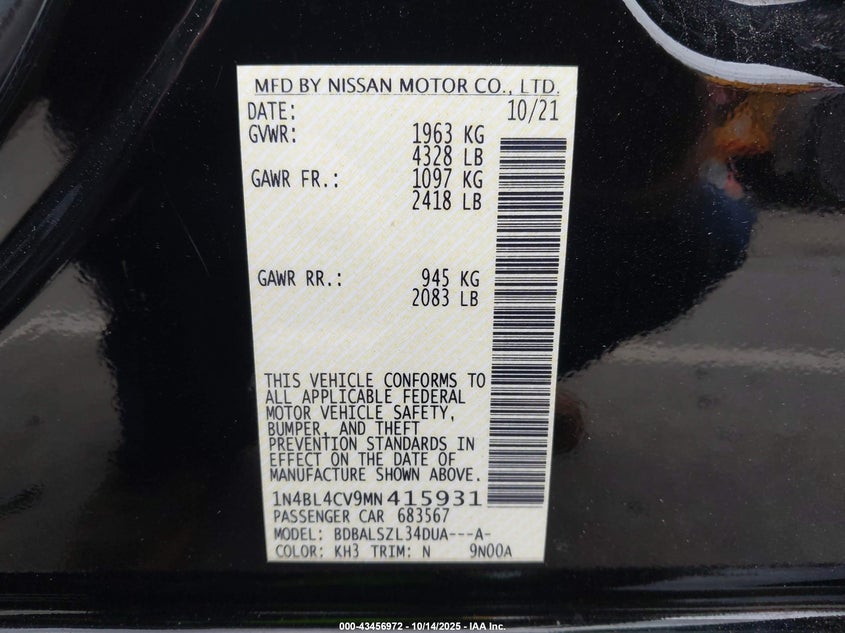 MFD BY NISSAN MOTOR CO., LTD.
DATE: 10/21
GVWR: 1963 KG
4328 LB
GAWR FR.: 1097 KG
2418 LB
GAWR RR.: 945 KG
2083 LB
THIS VEHICLE CONFORMS TO
ALL APPLICABLE FEDERAL
MOTOR VEHICLE SAFETY,
BUMPER, AND THEFT
PREVENTION STANDARDS IN
EFFECT ON THE DATE OF
MANUFACTURE SHOWN ABOVE.
1N4BL4CV9MN415931
PASSENGER CAR 683567
MODEL: BDBALSZL34DUA---A-
COLOR: KH3 TRIM: N 9N00A
000-43456972 - 10/14/2025 - IAA Inc.